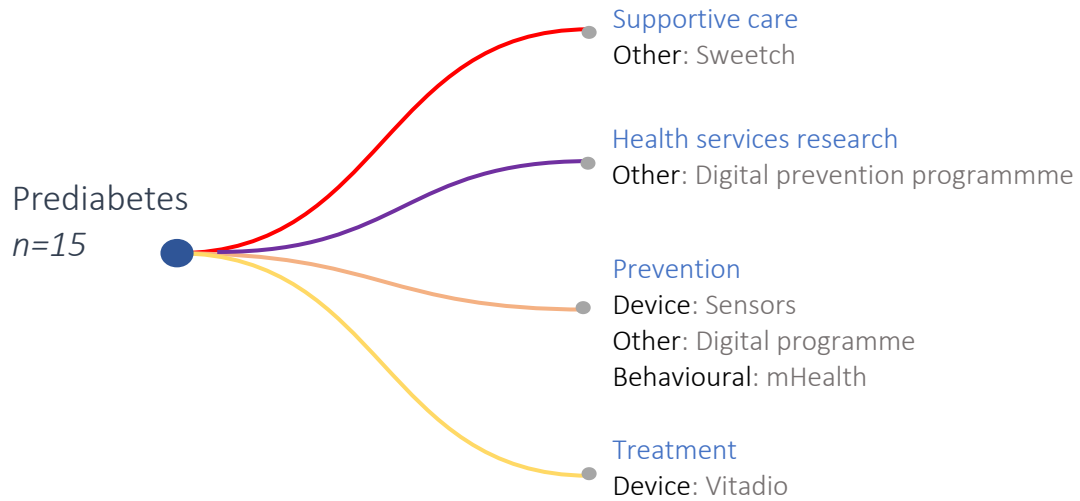 Prediabetes
n=15
Supportive care
Other: Sweetch
Health services research
Other: Digital prevention programmme
Prevention
Device: Sensors
Other: Digital programme
Behavioural: mHealth
Treatment
Device: Vitadio